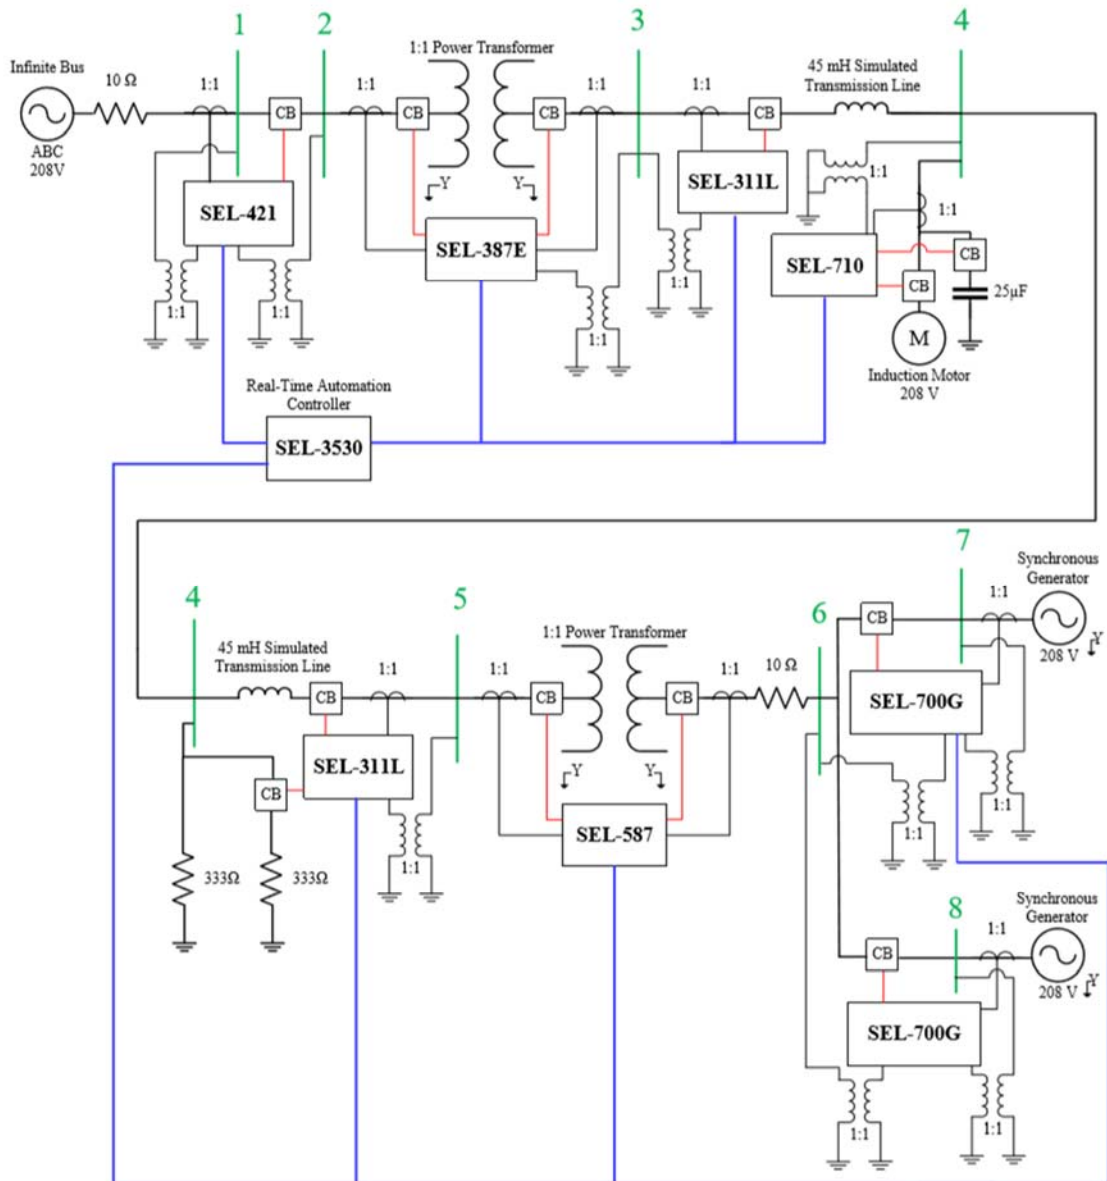 1
2
3
4
Infinite Bus
10 Ω
1:1
CB
1:1
CB
1:1 Power Transformer
CB
1:1
1:1
CB
45 mH Simulated
Transmission Line
ABC
208V
SEL-421
Y
Y
SEL-387E
SEL-311L
1:1
1:1
SEL-710
CB
CB
25µF
1:1
1:1
1:1
1:1
M
Induction Motor
208 V
1:1
Real-Time Automation
Controller
SEL-3530
4
5
6
7
45 mH Simulated
Transmission Line
CB
1:1
1:1
CB
1:1 Power Transformer
CB
1:1
10 Ω
CB
1:1
Synchronous
Generator
208 V
Y
SEL-700G
SEL-311L
CB
Y
Y
SEL-587
1:1
1:1
1:1
333Ω
333Ω
8
CB
1:1
Synchronous
Generator
208 V
Y
SEL-700G
1:1
1:1